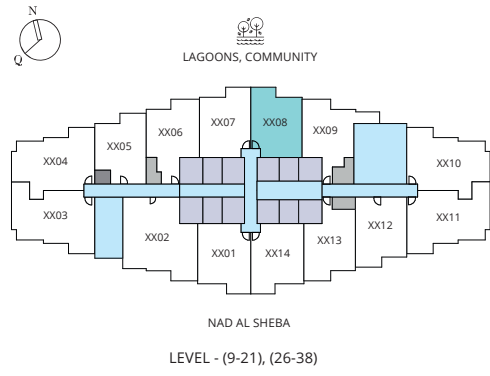 N
Q
LAGOONS, COMMUNITY
XX07
XX08
XX06
XX09
XX05
XX04
XX10
XX03
XX11
XX02
XX12
XX13
XX01
XX14
NAD AL SHEBA
LEVEL - (9-21), (26-38)